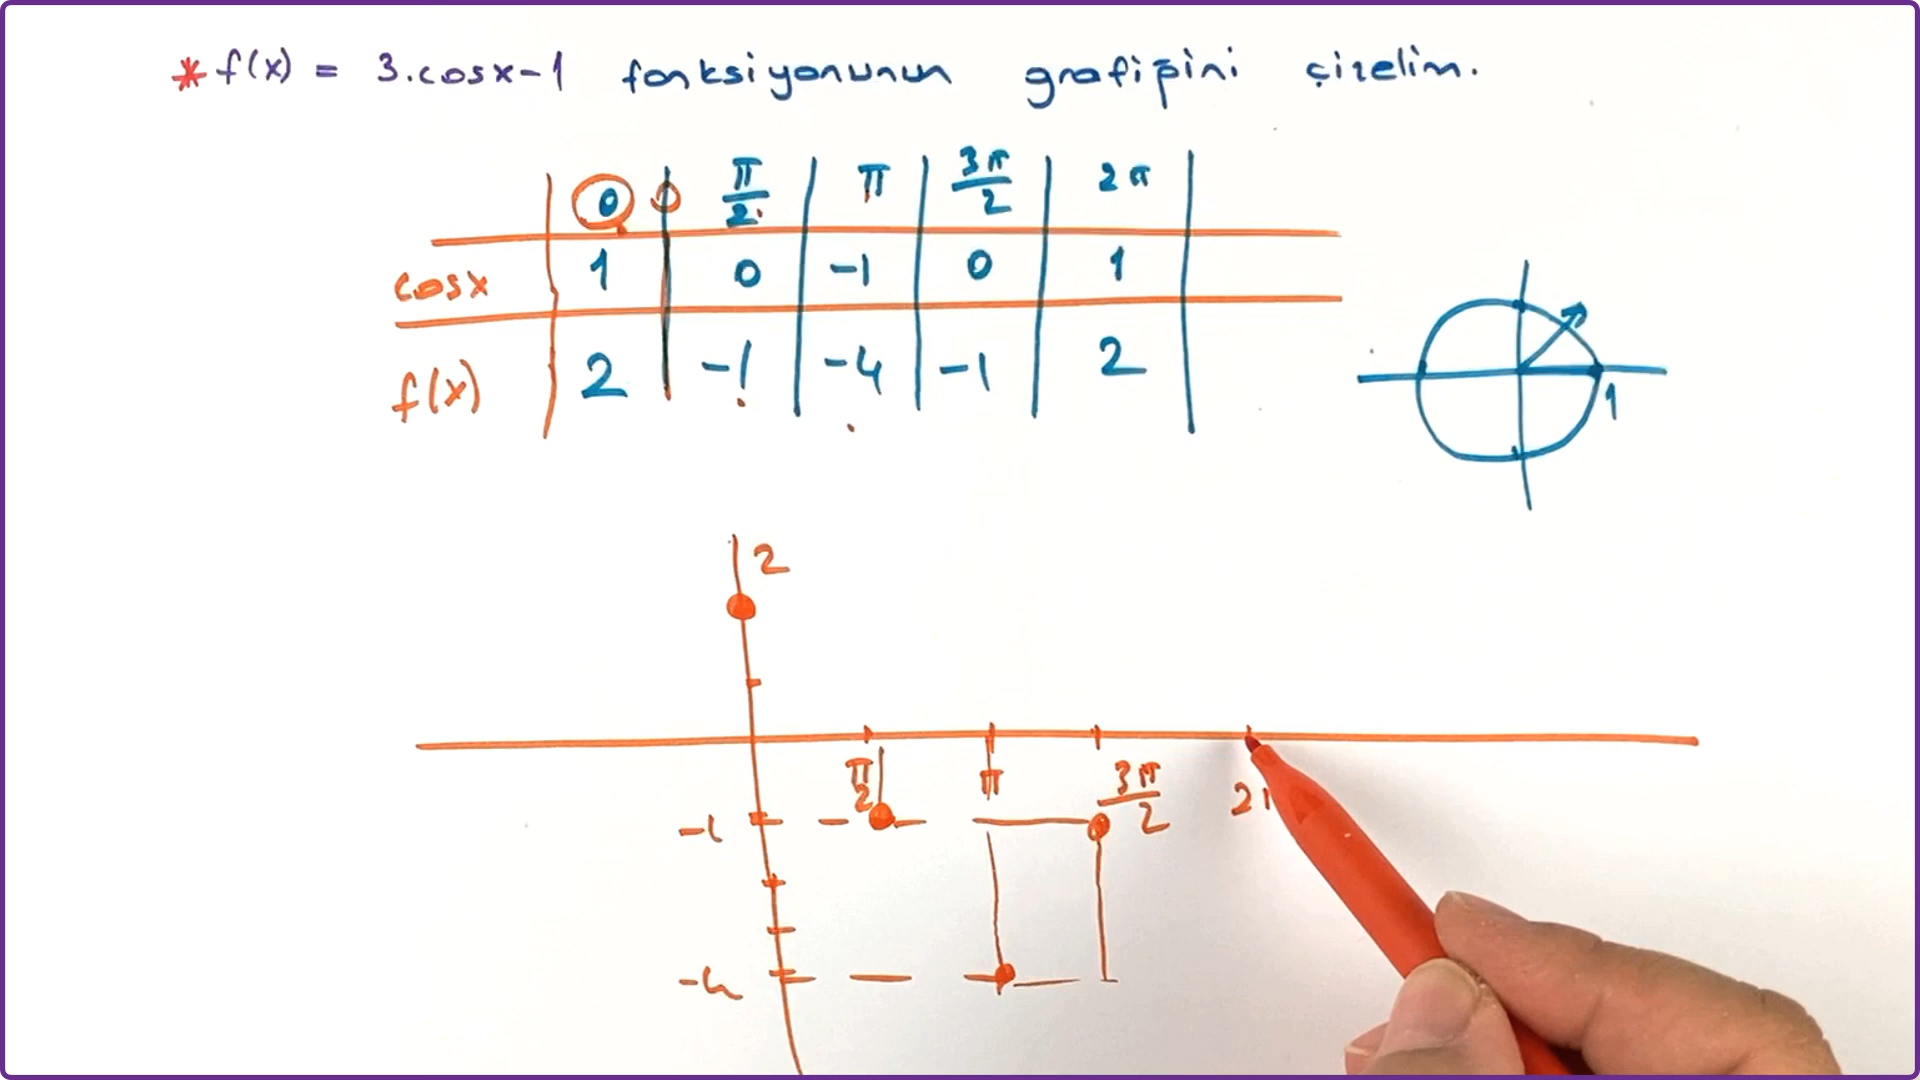 * f(x) = 3.cosx-1 fonksiyonunun grafiğini çizelim.
0 π/2 π 3π/2 2π
cosx 1 0 -1 0 1
f(x) 2 -1 -4 -1 2
1
2
π/2 π 3π/2 2π
-1
-4